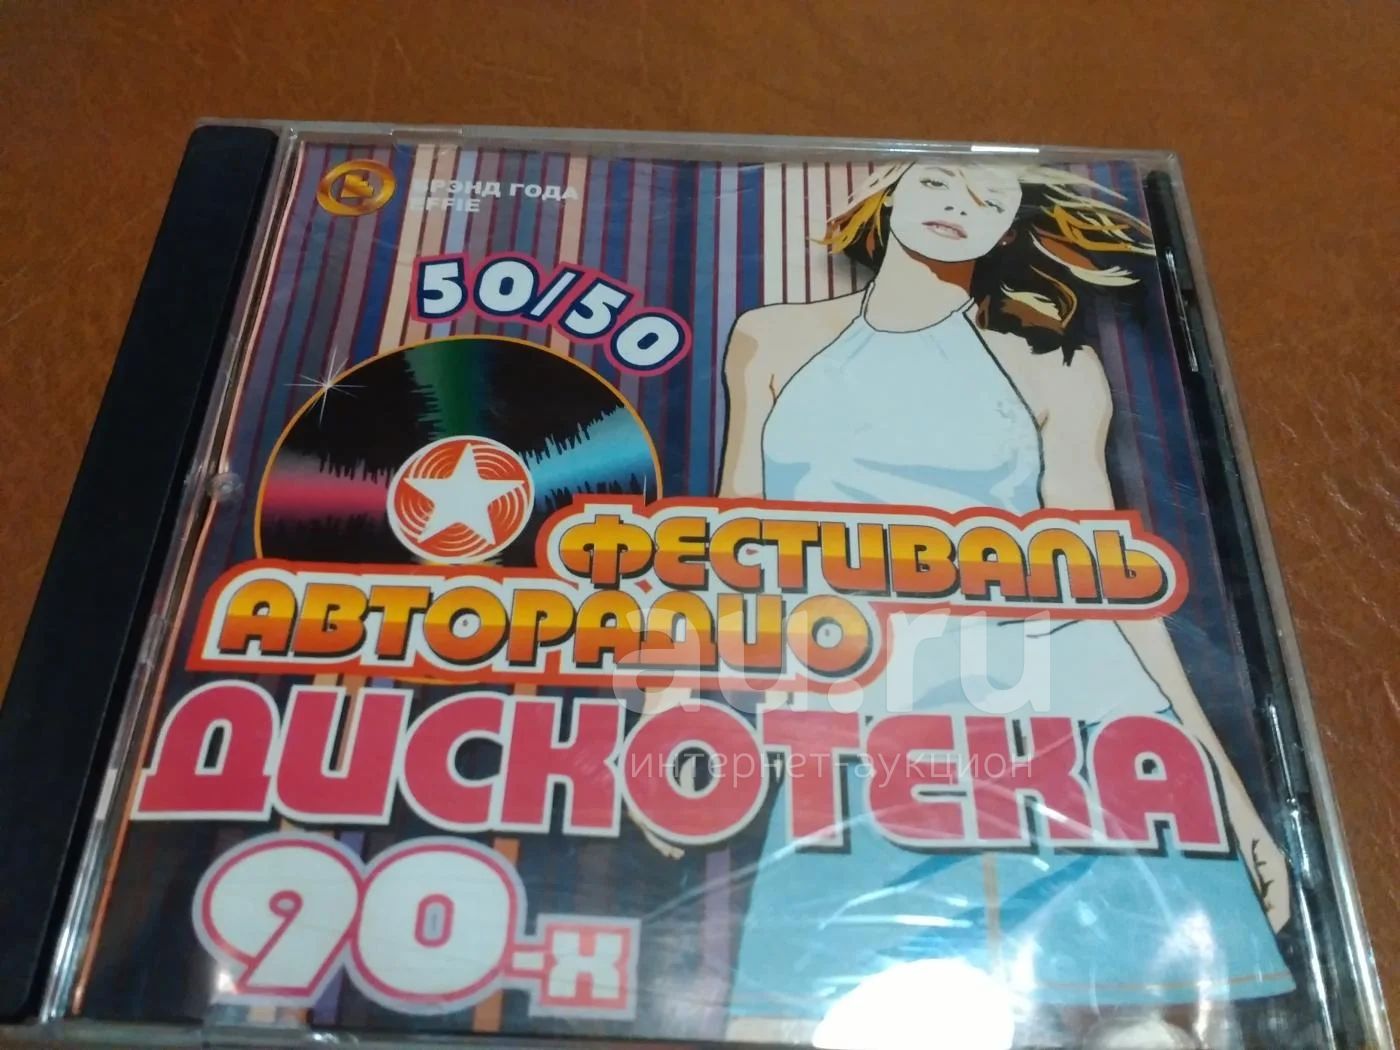 БРЭНД ГОДА
EFFIE
50/50
ФЕСТИВАЛЬ
АВТОРАДИО
ДИСКОТЕКА
90-х
au.ru
интернет-аукцион